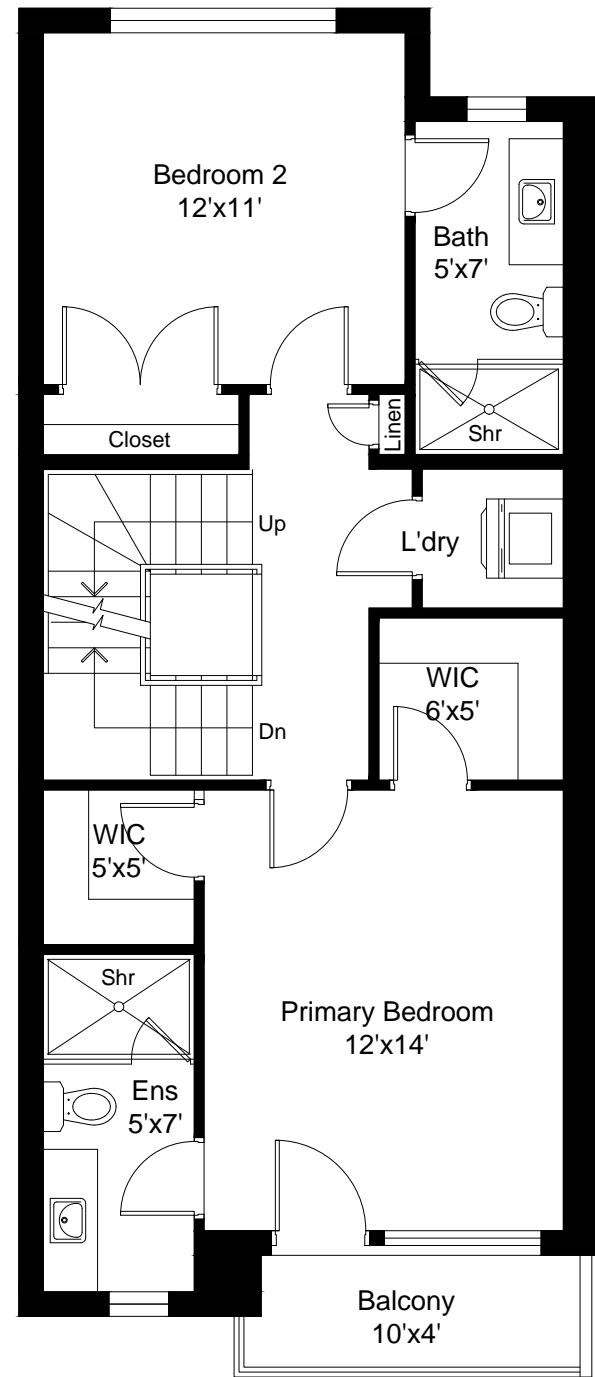 Bedroom 2
12'x11'
Bath
5'x7'
Closet
Linen
Shr
Up
L'dry
WIC
6'x5'
Dn
WIC
5'x5'
Shr
Primary Bedroom
12'x14'
Ens
5'x7'
Balcony
10'x4'